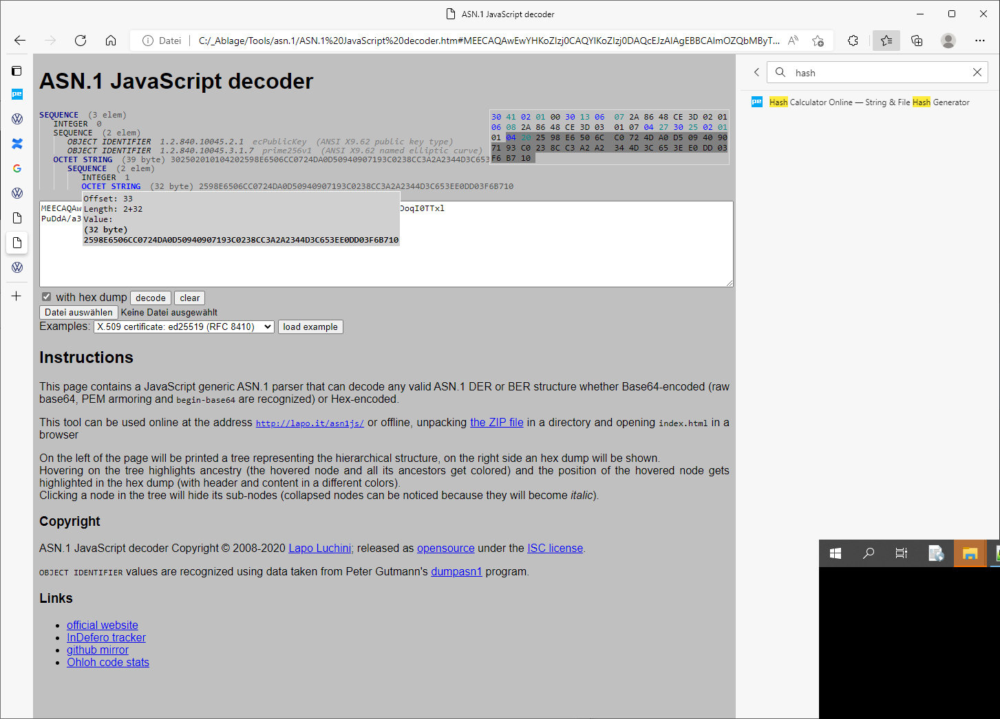 ASN.1 JavaScript decoder
Datei
C:/_Ablage/Tools/asn.1/ASN.1%20JavaScript%20decoder.htm#MEECAQAwEwYHKoZIzj0CAQYIKoZIzj0DAQcEJzAlAgEBBCAlmOZQbMByT...
hash
Hash Calculator Online — String & File Hash Generator
ASN.1 JavaScript decoder
SEQUENCE (3 elem)
INTEGER 0
SEQUENCE (2 elem)
OBJECT IDENTIFIER 1.2.840.10045.2.1 ecPublicKey (ANSI X9.62 public key type)
OBJECT IDENTIFIER 1.2.840.10045.3.1.7 prime256v1 (ANSI X9.62 named elliptic curve)
OCTET STRING (39 byte) 302502010104202598E6506CC0724DA0D50940907193C0238CC3A2A2344D3C653
SEQUENCE (2 elem)
INTEGER 1
OCTET STRING (32 byte) 2598E6506CC0724DA0D50940907193C0238CC3A2A2344D3C653EE0DD03F6B710
30 41 02 01 00 30 13 06 07 2A 86 48 CE 3D 02 01
06 08 2A 86 48 CE 3D 03 01 07 04 27 30 25 02 01
01 04 20 25 98 E6 50 6C C0 72 4D A0 D5 09 40 90
71 93 C0 23 8C C3 A2 A2 34 4D 3C 65 3E E0 DD 03
F6 B7 10
Offset: 33
Length: 2+32
Value:
(32 byte)
2598E6506CC0724DA0D50940907193C0238CC3A2A2344D3C653EE0DD03F6B710
MEECAQAw
DoqI0TTxl
PuDdA/a3
with hex dump decode clear
Datei auswählen Keine Datei ausgewählt
Examples: X.509 certificate: ed25519 (RFC 8410) load example
Instructions
This page contains a JavaScript generic ASN.1 parser that can decode any valid ASN.1 DER or BER structure whether Base64-encoded (raw
base64, PEM armoring and begin-base64 are recognized) or Hex-encoded.
This tool can be used online at the address http://lapo.it/asn1js/ or offline, unpacking the ZIP file in a directory and opening index.html in a
browser
On the left of the page will be printed a tree representing the hierarchical structure, on the right side an hex dump will be shown.
Hovering on the tree highlights ancestry (the hovered node and all its ancestors get colored) and the position of the hovered node gets
highlighted in the hex dump (with header and content in a different colors).
Clicking a node in the tree will hide its sub-nodes (collapsed nodes can be noticed because they will become italic).
Copyright
ASN.1 JavaScript decoder Copyright © 2008-2020 Lapo Luchini; released as opensource under the ISC license.
OBJECT IDENTIFIER values are recognized using data taken from Peter Gutmann's dumpasn1 program.
Links
official website
InDefero tracker
github mirror
Ohloh code stats